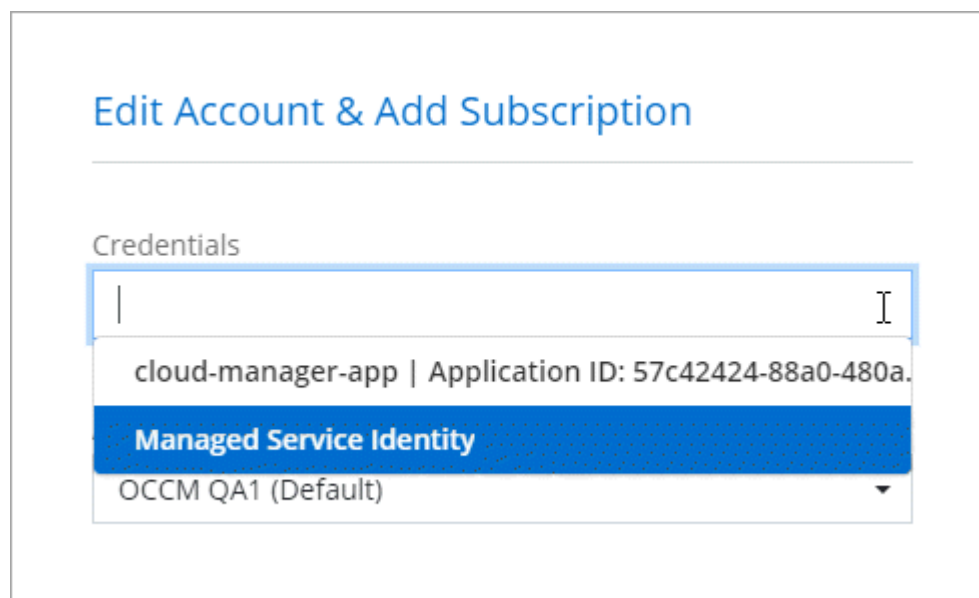 Edit Account & Add Subscription
Credentials
cloud-manager-app | Application ID: 57c42424-88a0-480a.
Managed Service Identity
OCCM QA1 (Default)